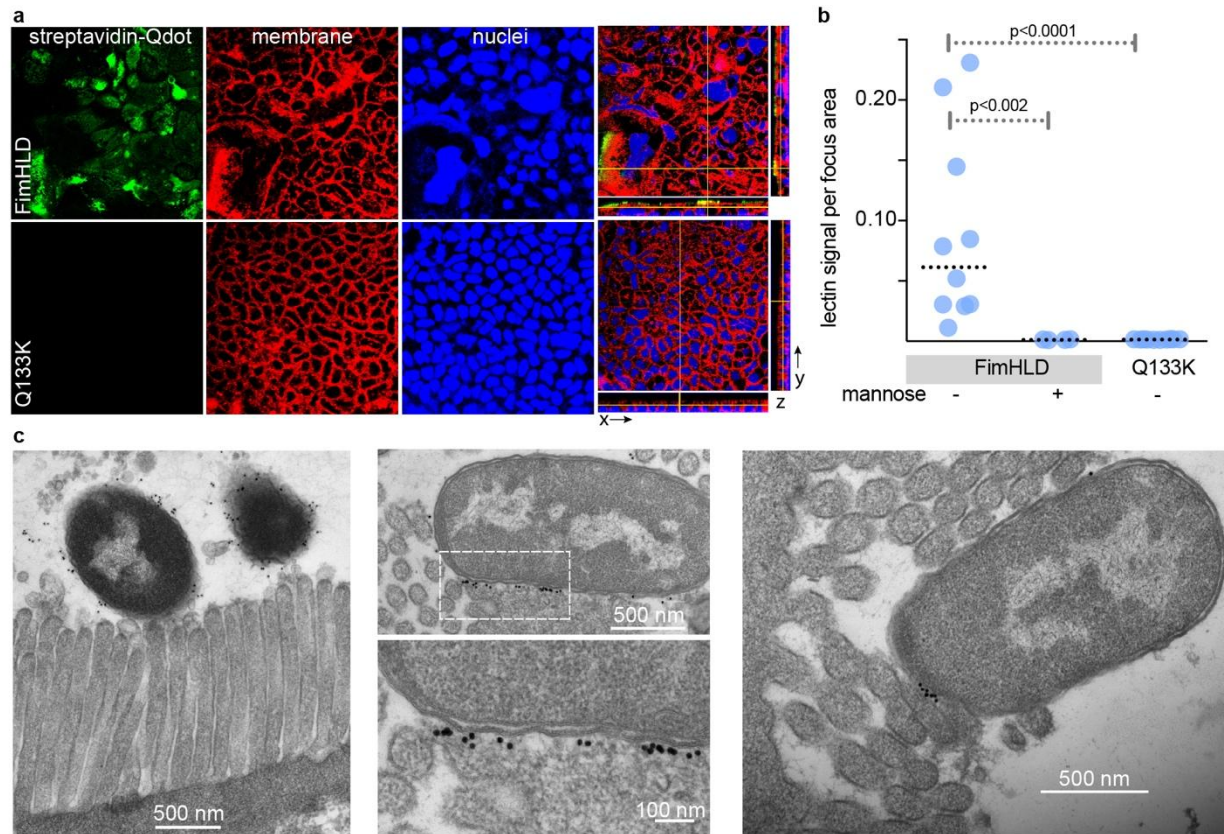 a
streptavidin-Qdot membrane nuclei
FimHLD
Q133K
y
z
x
b
p<0.0001
p<0.002
0.20
0.10
lectin signal per focus area
FimHLD Q133K
mannose - + -
c
500 nm
500 nm
100 nm
500 nm